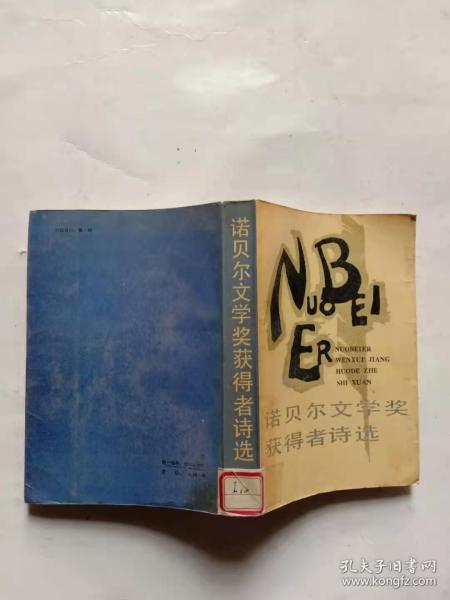 NUOBEI
ER
NUOBEIER
WENXUE JIANG
HUODE ZHE
SHI XUAN
诺贝尔文学奖
获得者诗选
诺贝尔文学奖获得者诗选
孔夫子旧书网
www.kongfz.com